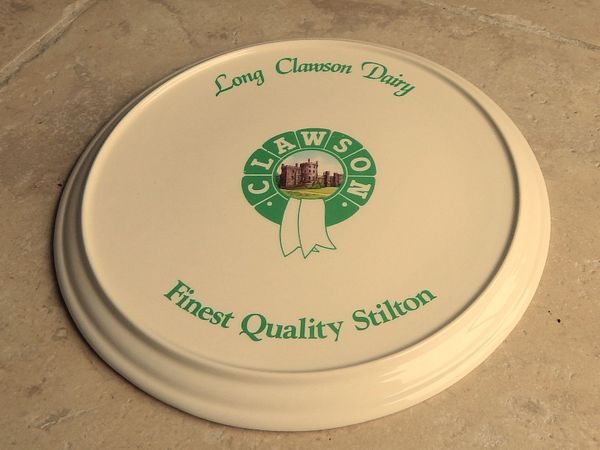 Long Clawson Dairy
CLAWSON
Finest Quality Stilton